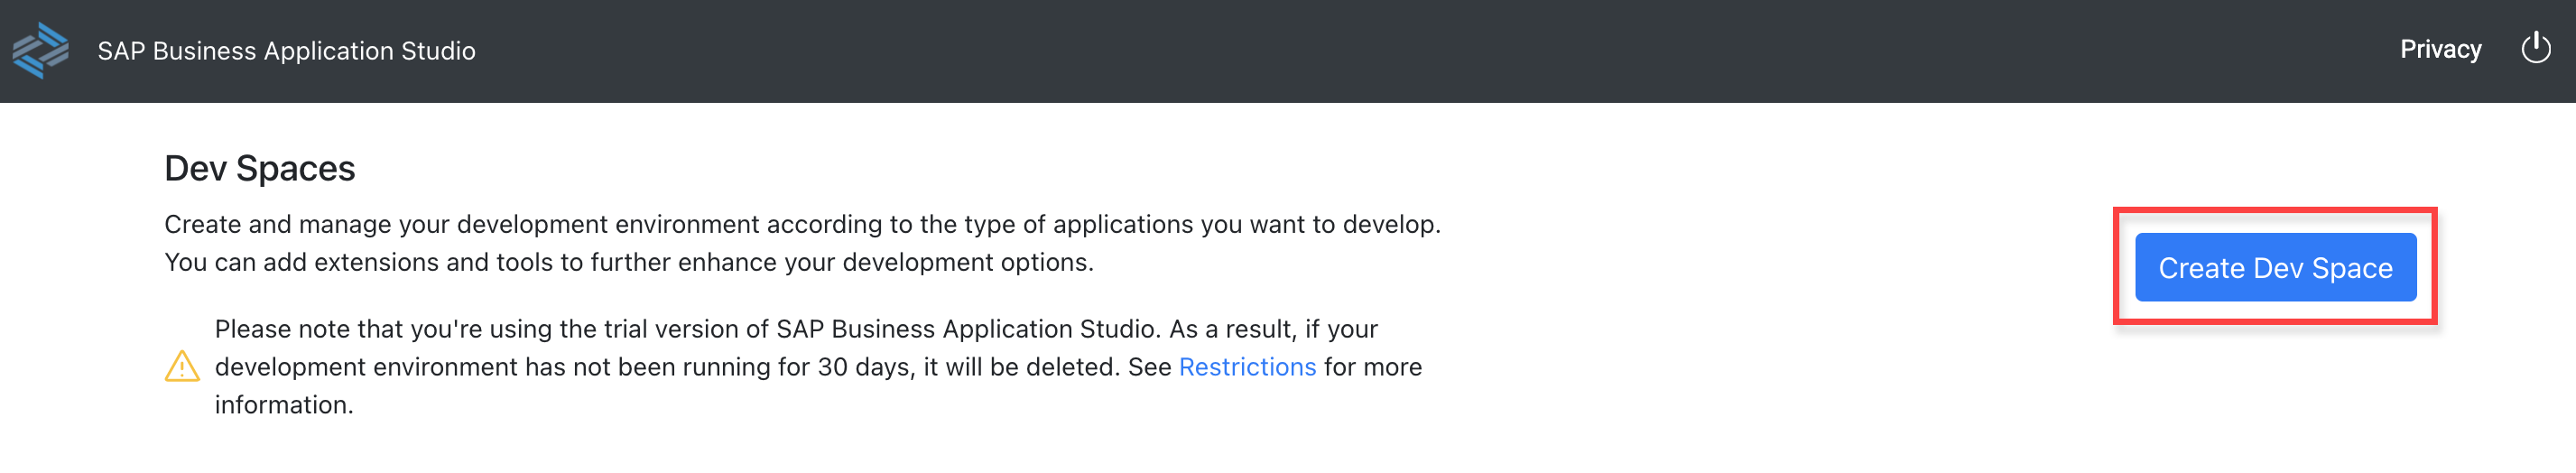 SAP Business Application Studio
Privacy
Dev Spaces
Create and manage your development environment according to the type of applications you want to develop.
You can add extensions and tools to further enhance your development options.
Create Dev Space
Please note that you're using the trial version of SAP Business Application Studio. As a result, if your
development environment has not been running for 30 days, it will be deleted. See Restrictions for more
information.